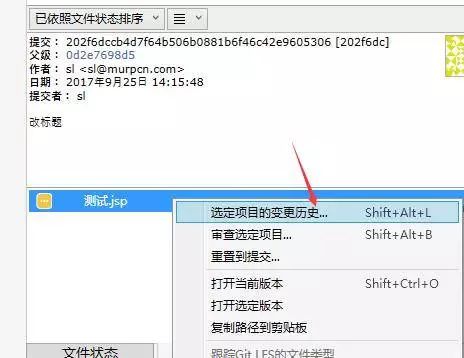 已依照文件状态排序
提交： 202f6dccb4d7f64b506b0881b6f46c42e9605306 [202f6dc]
父级： 0d2e7698d5
作者： sl <sl@murpcn.com>
日期： 2017年9月25日 14:15:48
提交者： sl
改标题
测试.jsp
选定项目的变更历史... Shift+Alt+L
审查选定项目... Shift+Alt+B
重置到提交...
打开当前版本 Shift+Ctrl+O
打开选定版本
复制路径到剪贴板
文件状态
跟踪Git LFS的文件类型